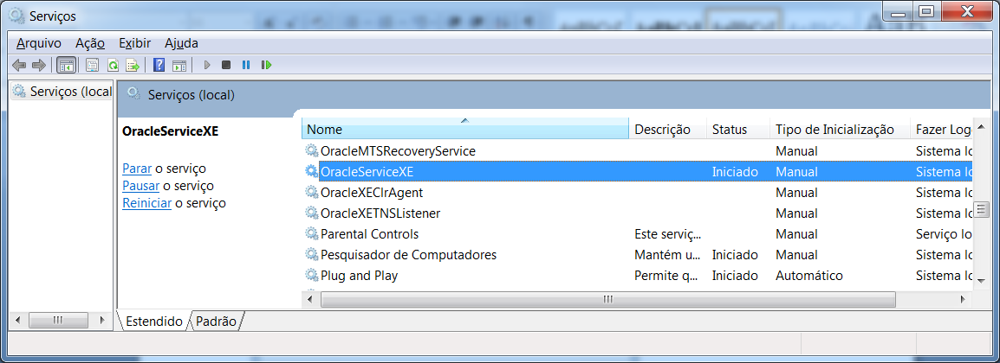 Serviços
Arquivo Ação Exibir Ajuda
Serviços (local
Serviços (local)
OracleServiceXE
Parar o serviço
Pausar o serviço
Reiniciar o serviço
Nome Descrição Status Tipo de Inicialização Fazer Log
OracleMTSRecoveryService Manual Sistema lo
OracleServiceXE Iniciado Manual Sistema lo
OracleXEClrAgent Manual Sistema lo
OracleXETNSListener Manual Sistema lo
Parental Controls Este serviç... Manual Serviço lo
Pesquisador de Computadores Mantém u... Iniciado Manual Sistema lo
Plug and Play Permite q... Iniciado Automático Sistema lo
Estendido Padrão